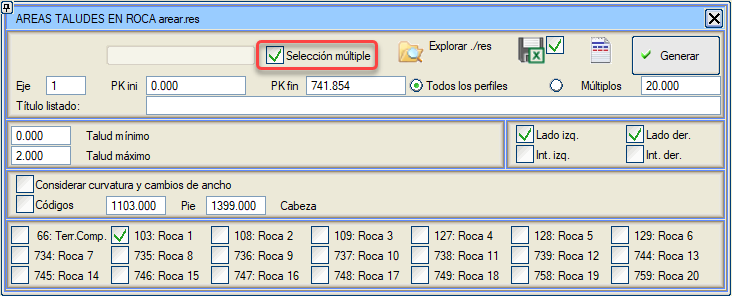 AREAS TALUDES EN ROCA arear.res
Selección múltiple Explorar ./res Generar
Eje 1 PK ini 0.000 PK fin 741.854 Todos los perfiles Múltiplos 20.000
Título listado:
0.000 Talud mínimo Lado izq. Lado der.
2.000 Talud máximo Int. izq. Int. der.
Considerar curvatura y cambios de ancho
Códigos 1103.000 Pie 1399.000 Cabeza
66: Terr.Comp. 103: Roca 1 108: Roca 2 109: Roca 3 127: Roca 4 128: Roca 5 129: Roca 6
734: Roca 7 735: Roca 8 736: Roca 9 737: Roca 10 738: Roca 11 739: Roca 12 744: Roca 13
745: Roca 14 746: Roca 15 747: Roca 16 748: Roca 17 749: Roca 18 758: Roca 19 759: Roca 20